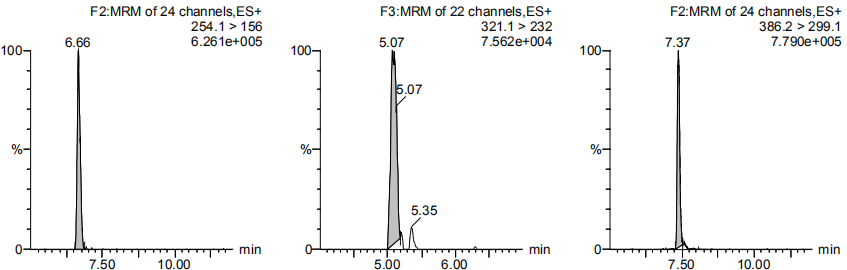 F2:MRM of 24 channels,ES+
254.1 > 156
6.261e+005
6.66
100
%
0
7.50
10.00
min
F3:MRM of 22 channels,ES+
321.1 > 232
7.562e+004
5.07
100
5.07
%
5.35
0
5.00
6.00
min
F2:MRM of 24 channels,ES+
386.2 > 299.1
7.790e+005
7.37
100
%
0
7.50
10.00
min